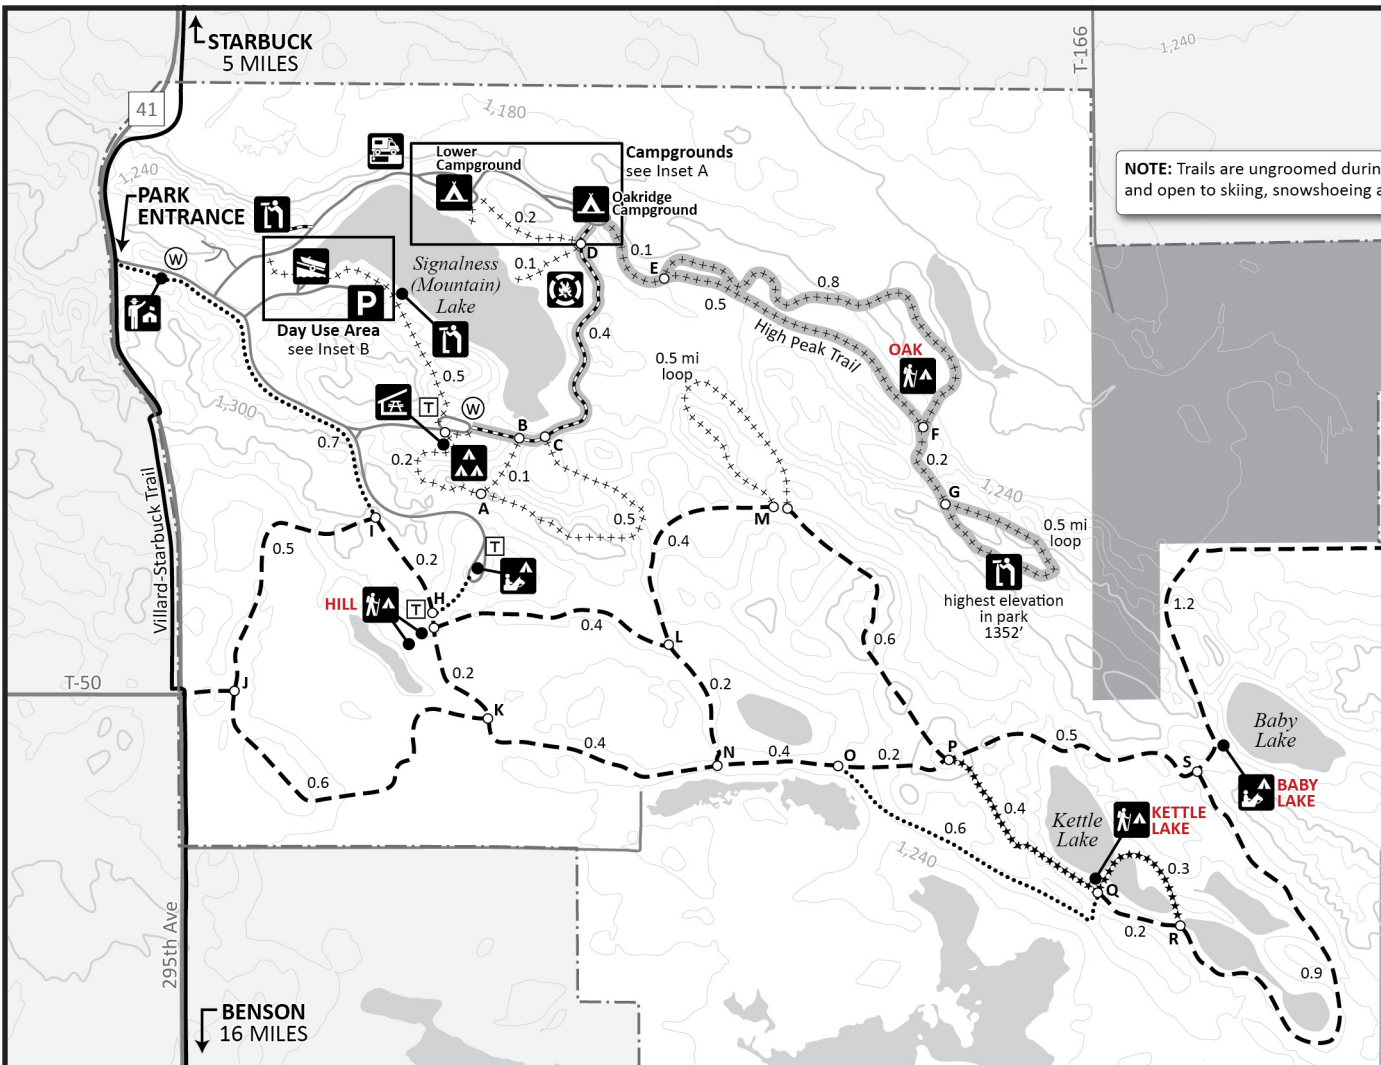 STARBUCK
5 MILES
T-166
1,240
41
1,180
Lower
Campground
Campgrounds
see Inset A
NOTE: Trails are ungroomed durin
and open to skiing, snowshoeing a
1,240
PARK
ENTRANCE
Oakridge
Campground
0.2
W
D
0.1
0.1
E
Signalness
(Mountain)
Lake
0.8
0.5
P
Day Use Area
see Inset B
0.4
High Peak Trail
OAK
0.5 mi
loop
0.5
1,300
T
W
B
C
F
0.7
0.2
0.1
0.2
A
G
1,240
0.5
M
0.5 mi
loop
I
0.5
0.4
T
0.2
Villard-Starbuck Trail
highest elevation
in park
1352’
HILL
T
H
1.2
0.4
L
0.6
0.2
T-50
J
0.2
K
Baby
Lake
0.4
N
0.4
O
0.2
P
0.5
S
0.6
BABY
LAKE
0.4
Kettle
Lake
KETTLE
LAKE
0.6
1,240
0.3
Q
0.2
R
295th Ave
0.9
BENSON
16 MILES